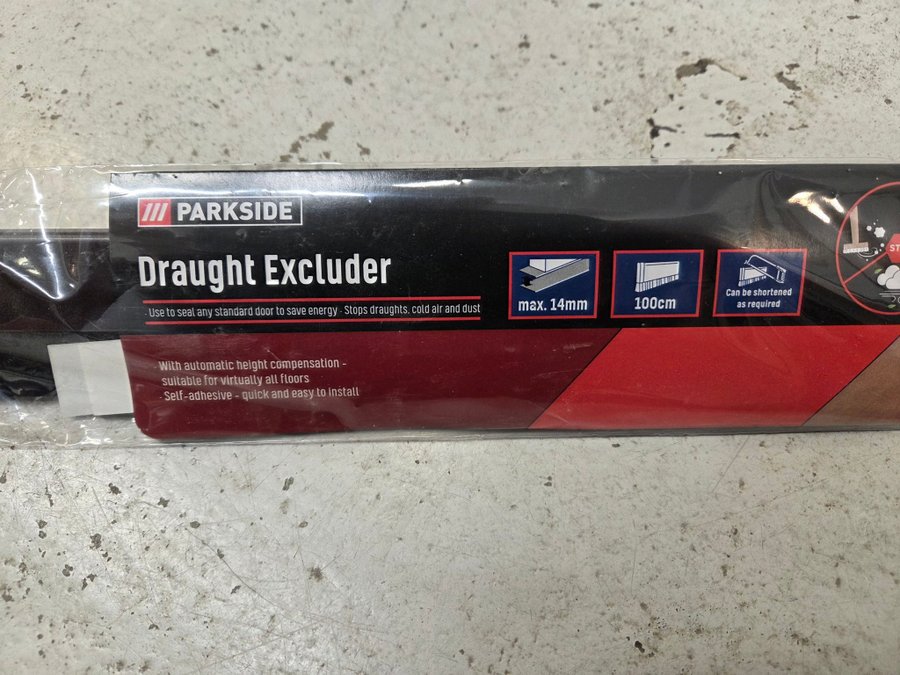 PARKSIDE
Draught Excluder
Use to seal any standard door to save energy · Stops draughts, cold air and dust
max. 14mm
100cm
Can be shortened
as required
· With automatic height compensation –
suitable for virtually all floors
· Self-adhesive – quick and easy to install